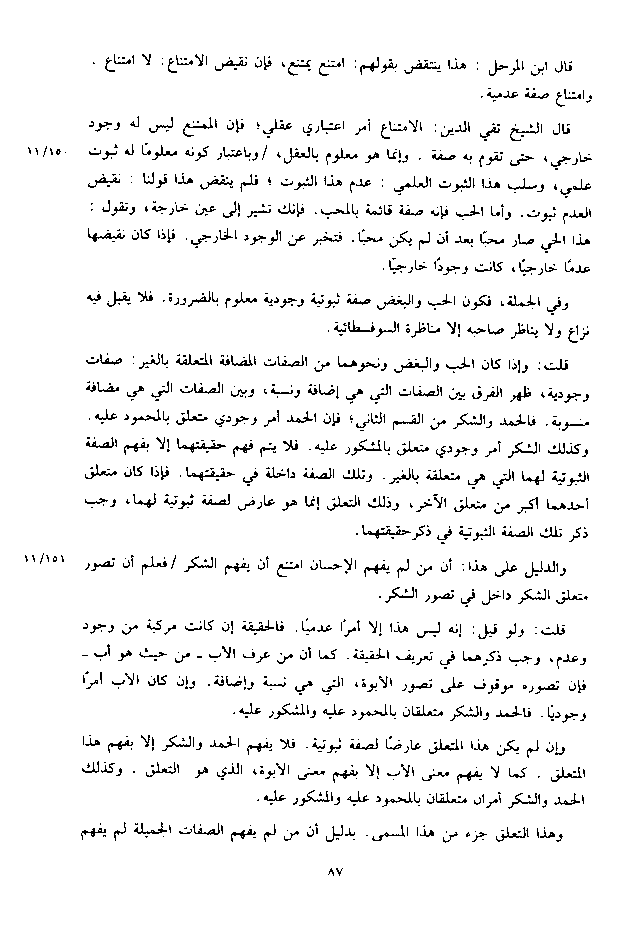 قال ابن المرحل : هذا ينتقض بقولهم: امتنع يمتنع، فإن نقيض الامتناع: لا امتناع .
وامتناع صفة عدمية.
قال الشيخ تقي الدين: الامتناع أمر اعتباري عقلي؛ فإن الممتنع ليس له وجود
خارجي، حتى تقوم به صفة . وإنما هو معلوم بالعقل، /وباعتبار كونه معلومًا له ثبوت ١١/١٥٠
علمي، وسلب هذا الثبوت العلمي : عدم هذا الثبوت ؛ فلم ينقض هذا قولنا : نقيض
العدم ثبوت. وأما الحب فإنه صفة قائمة بالمحب. فإنك تشير إلى عين خارجة، وتقول :
هذا الحي صار محبًا بعد أن لم يكن محبًا. فتخبر عن الوجود الخارجي. فإذا كان نقيضها
عدمًا خارجيًا، كانت وجودًا خارجيًا.
وفي الجملة، فكون الحب والبغض صفة ثبوتية وجودية معلوم بالضرورة. فلا يقبل فيه
نزاع ولا يناظر صاحبه إلا مناظرة السوفسطائية.
قلت: وإذا كان الحب والبغض ونحوهما من الصفات المضافة المتعلقة بالغير: صفات
وجودية، ظهر الفرق بين الصفات التي هي إضافة ونسبة، وبين الصفات التي هي مضافة
منسوبة. فالحمد والشكر من القسم الثاني؛ فإن الحمد أمر وجودي متعلق بالمحمود عليه.
وكذلك الشكر أمر وجودي متعلق بالمشكور عليه. فلا يتم فهم حقيقتهما إلا بفهم الصفة
الثبوتية لهما التي هي متعلقة بالغير. وتلك الصفة داخلة في حقيقتهما. فإذا كان متعلق
أحدهما أكبر من متعلق الآخر، وذلك التعلق إنما هو عارض لصفة ثبوتية لهما، وجب
ذكر تلك الصفة الثبوتية في ذكر حقيقتهما.
والدليل على هذا: أن من لم يفهم الإحسان امتنع أن يفهم الشكر /فعلم أن تصور ١١/١٥١
متعلق الشكر داخل في تصور الشكر.
قلت: ولو قيل: إنه ليس هذا إلا أمرًا عدميًا. فالحقيقة إن كانت مركبة من وجود
وعدم، وجب ذكرهما في تعريف الحقيقة. كما أن من عرف الأب ـ من حيث هو أب ـ
فإن تصوره موقوف على تصور الأبوة، التي هي نسبة وإضافة. وإن كان الأب أمرًا
وجوديًا. فالحمد والشكر متعلقان بالمحمود عليه والمشكور عليه.
وإن لم يكن هذا المتعلق عارضًا لصفة ثبوتية. فلا يفهم الحمد والشكر إلا بفهم هذا
المتعلق . كما لا يفهم معنى الأب إلا بفهم معنى الأبوة، الذي هو التعلق . وكذلك
الحمد والشكر أمران متعلقان بالمحمود عليه والمشكور عليه.
وهذا التعلق جزء من هذا المسمى. بدليل أن من لم يفهم الصفات الجميلة لم يفهم
٨٧